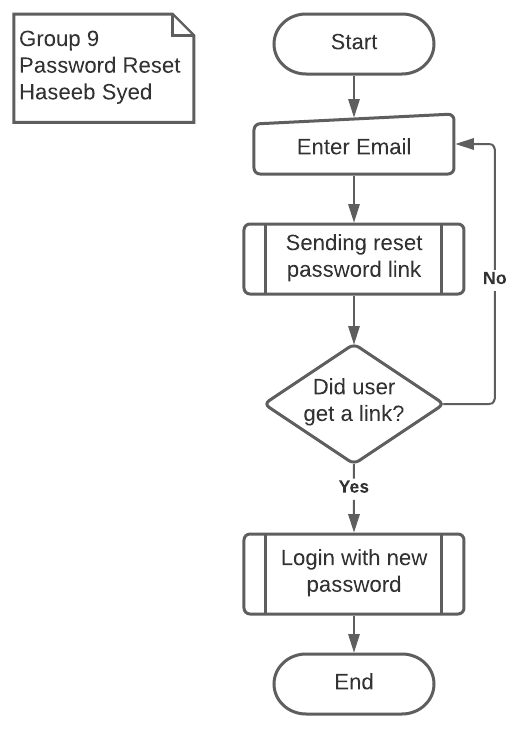 Group 9
Password Reset
Haseeb Syed
Start
Enter Email
Sending reset
password link
No
Did user
get a link?
Yes
Login with new
password
End